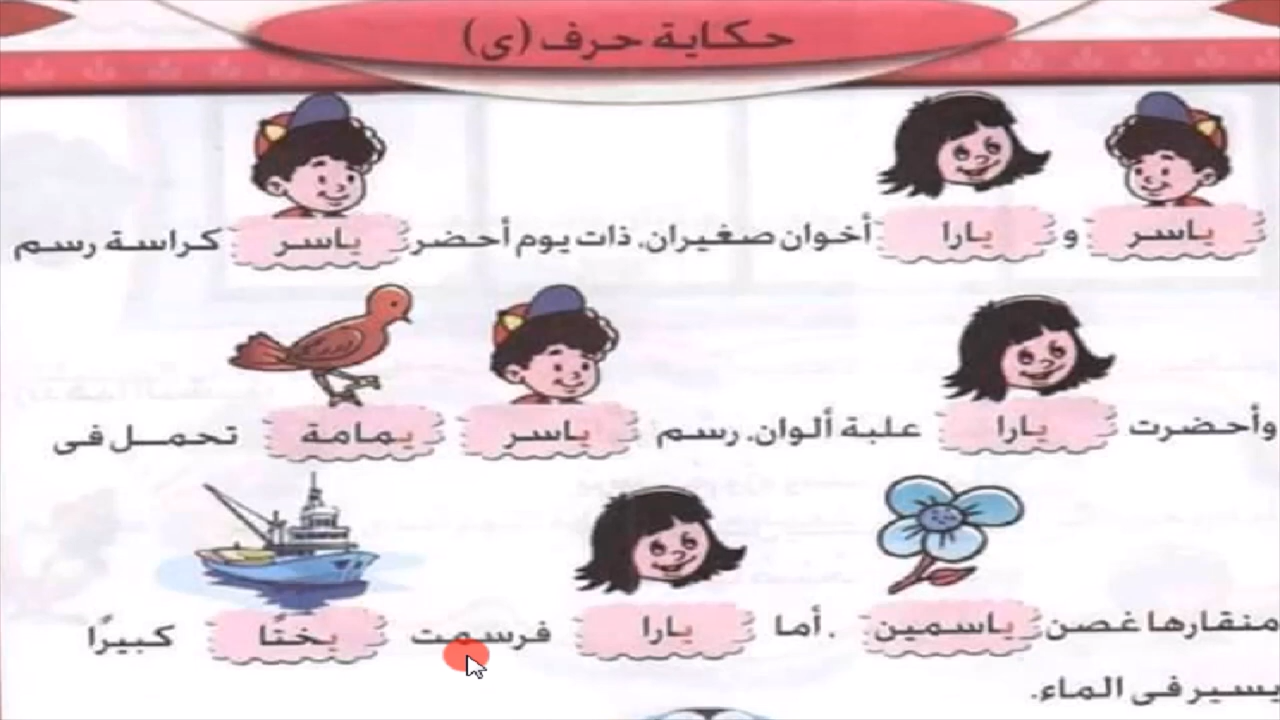 حكاية حرف (ى)
ياسر و يارا أخوان صغيران. ذات يوم أحضر ياسر كراسة رسم
وأحضرت يارا علبة ألوان. رسم ياسر يمامة تحمل فى
منقارها غصن ياسمين . أما يارا فرسمت يختًا كبيرًا
يسير فى الماء.